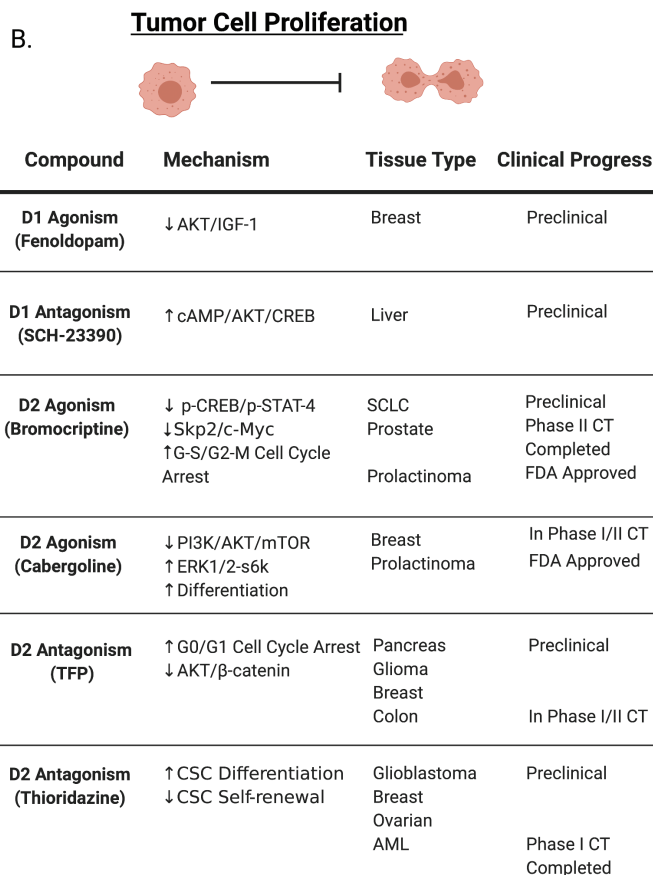 B.
Tumor Cell Proliferation
Compound Mechanism Tissue Type Clinical Progress
D1 Agonism
(Fenoldopam)
↓AKT/IGF-1
Breast
Preclinical
D1 Antagonism
(SCH-23390)
↑cAMP/AKT/CREB
Liver
Preclinical
D2 Agonism
(Bromocriptine)
↓ p-CREB/p-STAT-4
↓Skp2/c-Myc
↑G-S/G2-M Cell Cycle
Arrest
SCLC
Prostate
Prolactinoma
Preclinical
Phase II CT
Completed
FDA Approved
D2 Agonism
(Cabergoline)
↓PI3K/AKT/mTOR
↑ERK1/2-s6k
↑Differentiation
Breast
Prolactinoma
In Phase I/II CT
FDA Approved
D2 Antagonism
(TFP)
↑G0/G1 Cell Cycle Arrest
↓AKT/β-catenin
Pancreas
Glioma
Breast
Colon
Preclinical
In Phase I/II CT
D2 Antagonism
(Thioridazine)
↑CSC Differentiation
↓CSC Self-renewal
Glioblastoma
Breast
Ovarian
AML
Preclinical
Phase I CT
Completed